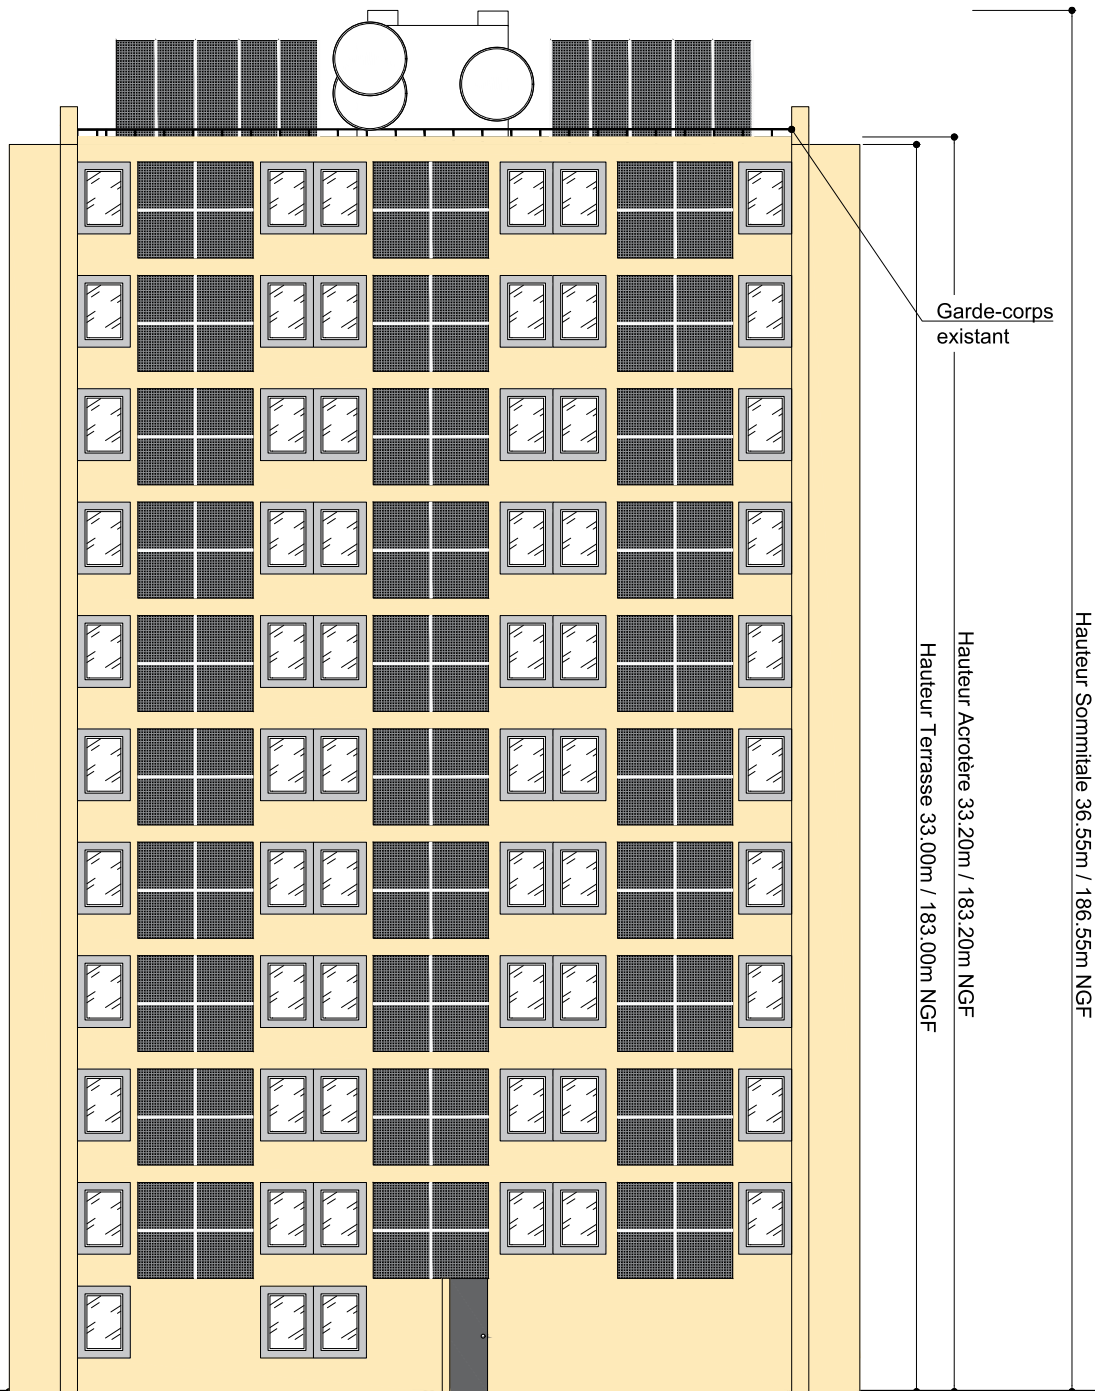 Garde-corps
existant
Hauteur Terrasse 33.00m / 183.00m NGF
Hauteur Acrotère 33.20m / 183.20m NGF
Hauteur Sommitale 36.55m / 186.55m NGF